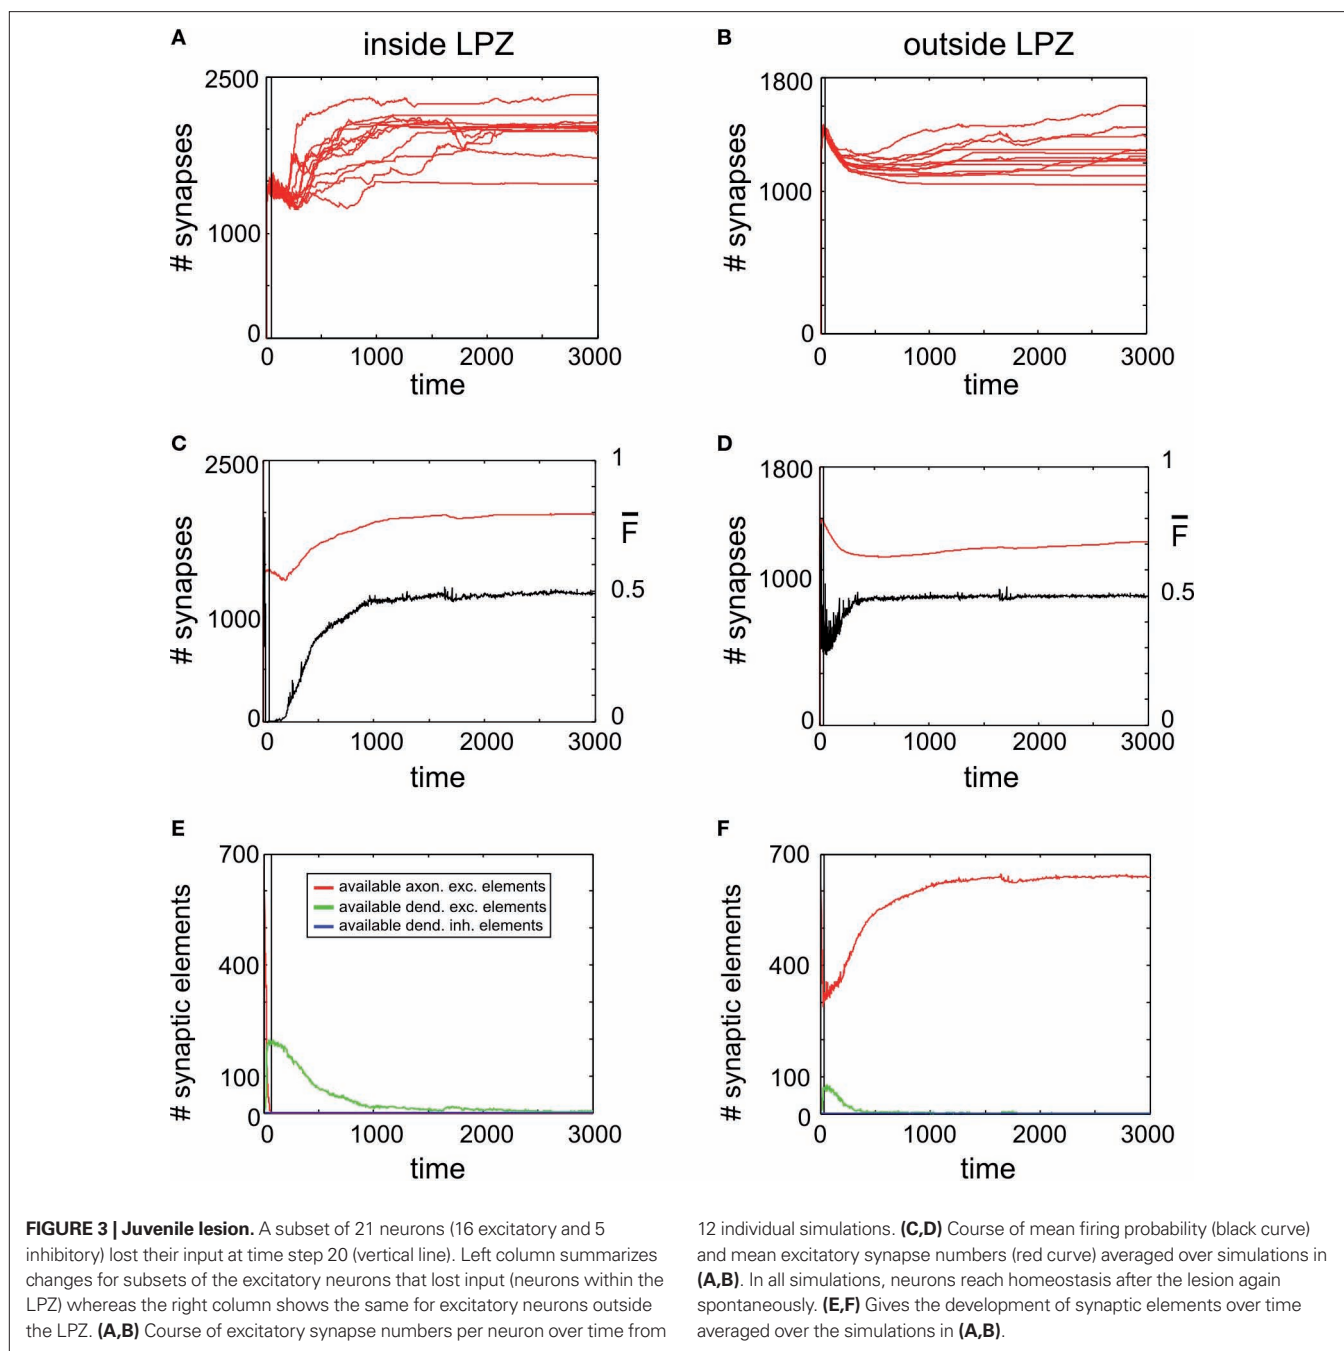 A
inside LPZ
B
outside LPZ
2500
1000
0
# synapses
0 1000 2000 3000
time
1800
1000
0
# synapses
0 1000 2000 3000
time
C
2500
1000
0
# synapses
1
0.5
0
F
0 1000 2000 3000
time
D
1800
1000
0
# synapses
1
0.5
0
F
0 1000 2000 3000
time
E
700
400
100
0
# synaptic elements
available axon. exc. elements
available dend. exc. elements
available dend. inh. elements
0 1000 2000 3000
time
F
700
400
100
0
# synaptic elements
0 1000 2000 3000
time
FIGURE 3 | Juvenile lesion. A subset of 21 neurons (16 excitatory and 5
inhibitory) lost their input at time step 20 (vertical line). Left column summarizes
changes for subsets of the excitatory neurons that lost input (neurons within the
LPZ) whereas the right column shows the same for excitatory neurons outside
the LPZ. (A,B) Course of excitatory synapse numbers per neuron over time from
12 individual simulations. (C,D) Course of mean firing probability (black curve)
and mean excitatory synapse numbers (red curve) averaged over simulations in
(A,B). In all simulations, neurons reach homeostasis after the lesion again
spontaneously. (E,F) Gives the development of synaptic elements over time
averaged over the simulations in (A,B).